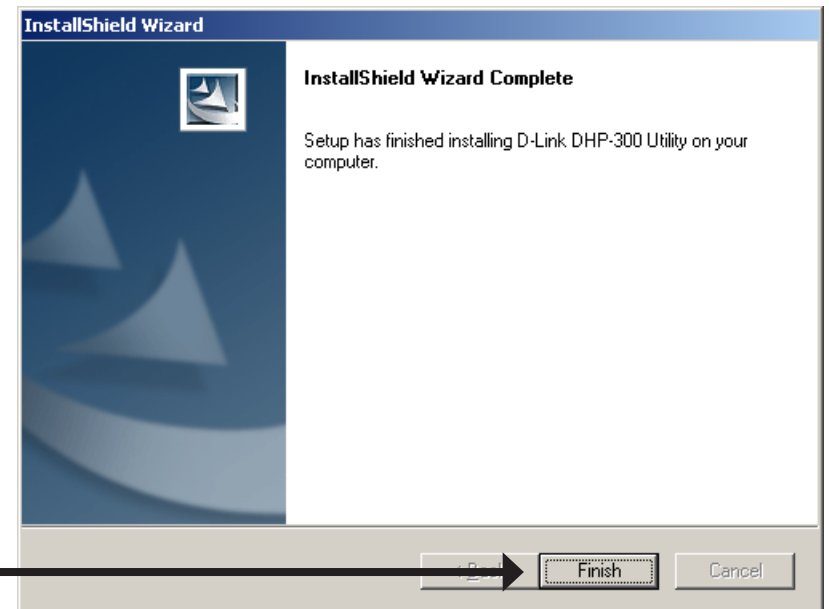 InstallShield Wizard
InstallShield Wizard Complete
Setup has finished installing D-Link DHP-300 Utility on your
computer.
Finish
Cancel